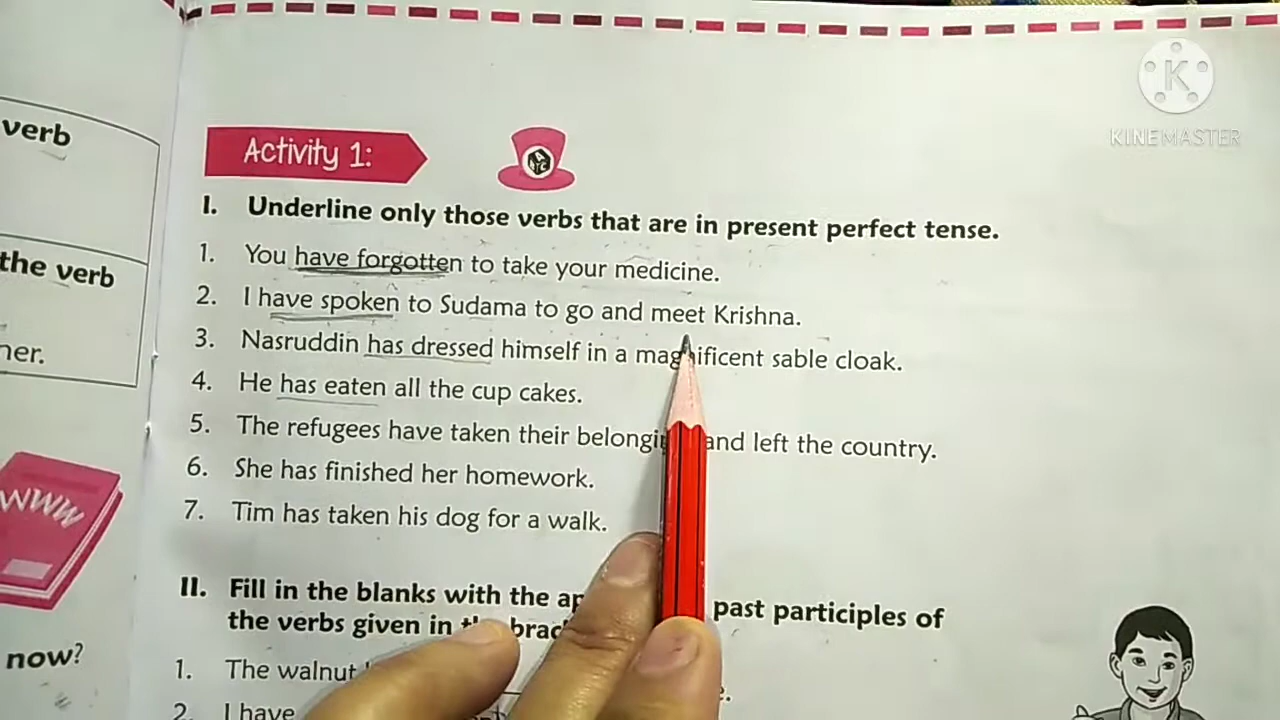 verb
the verb
her.
WWW
now?
KINEMASTER
Activity 1:
I. Underline only those verbs that are in present perfect tense.
1. You have forgotten to take your medicine.
2. I have spoken to Sudama to go and meet Krishna.
3. Nasruddin has dressed himself in a magnificent sable cloak.
4. He has eaten all the cup cakes.
5. The refugees have taken their and left the country.
6. She has finished her homework.
7. Tim has taken his dog for a walk.
II. Fill in the blanks with the past participles of
the verbs given in
1. The walnut
2. I have